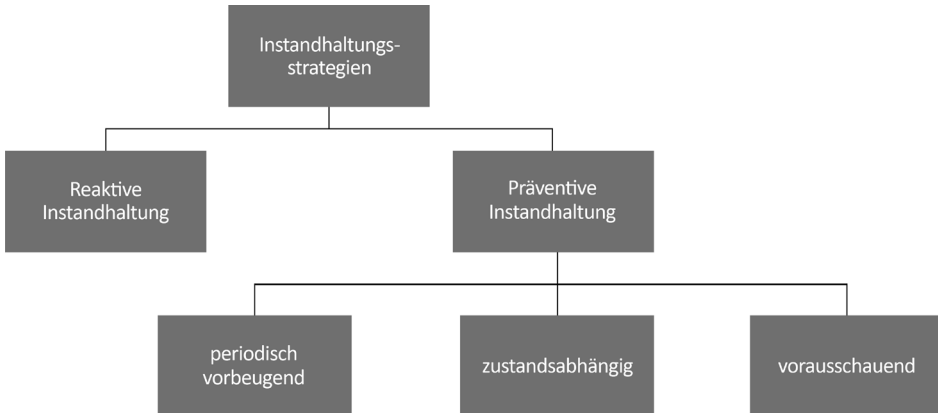 Instandhaltungs-
strategien
Reaktive
Instandhaltung
Präventive
Instandhaltung
periodisch
vorbeugend
zustandsabhängig
vorausschauend